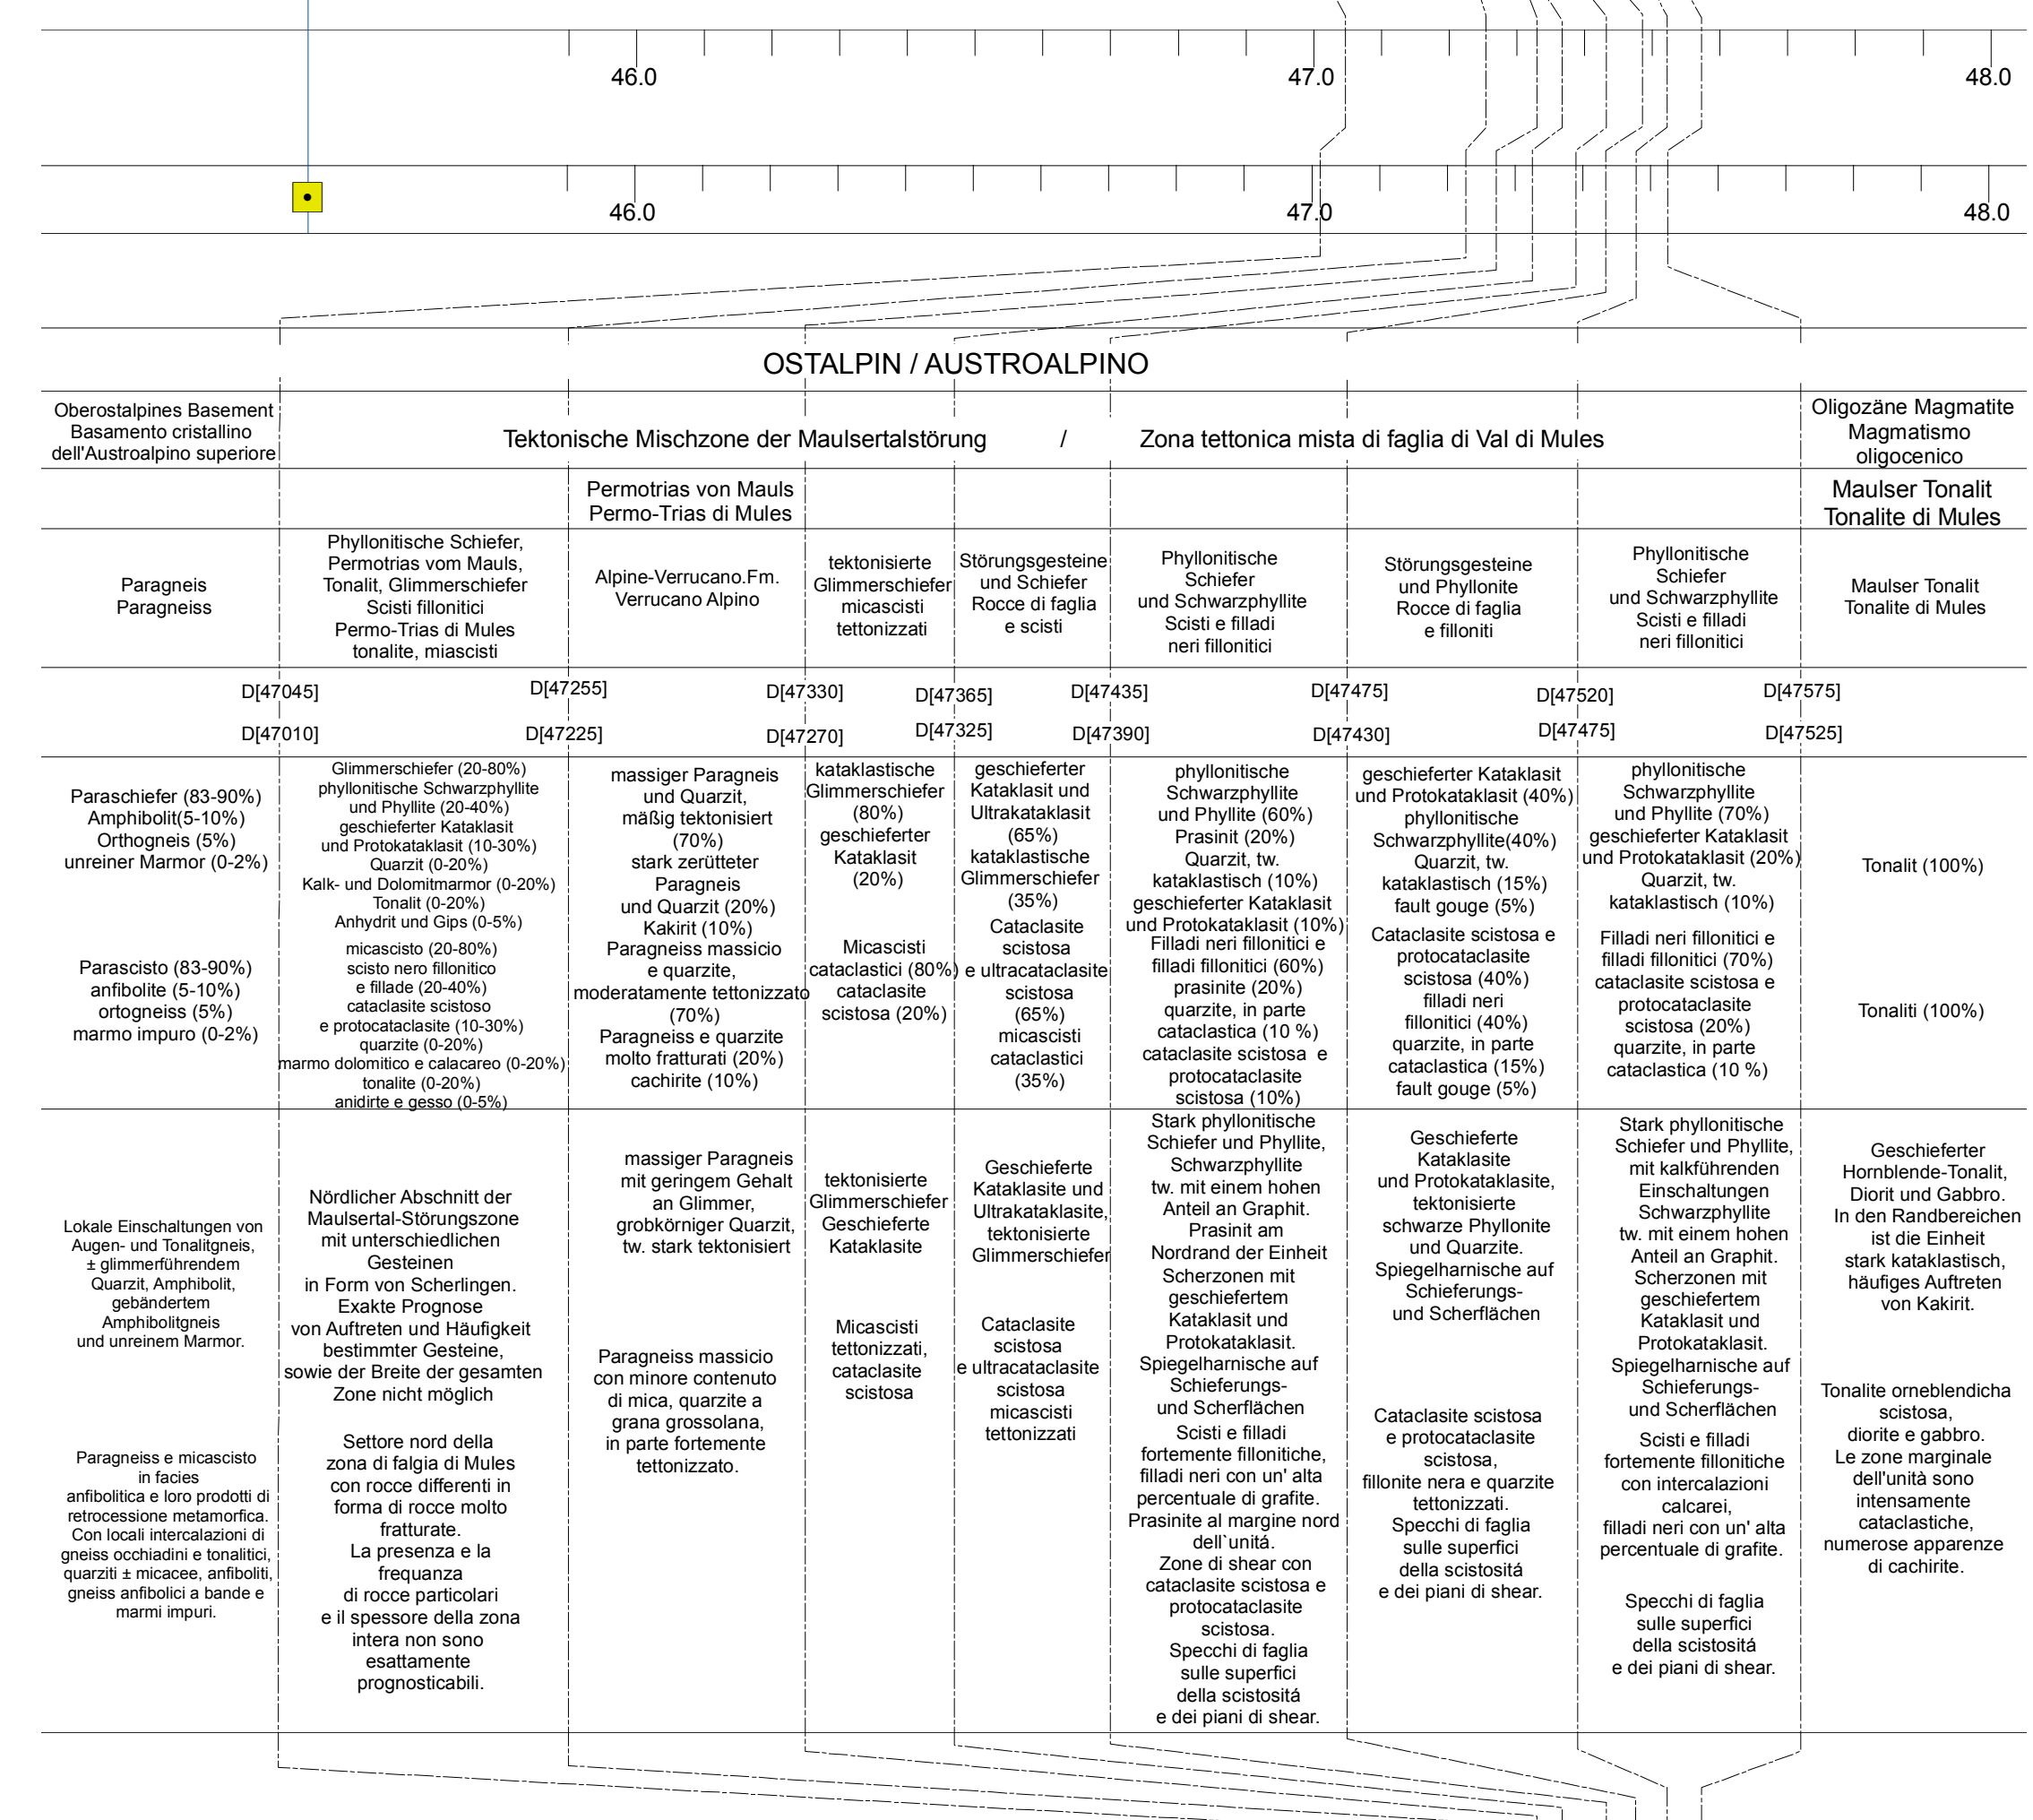 46.0
47.0
48.0
46.0
47.0
48.0
OSTALPIN / AUSTROALPINO
Oberostalpines Basement
Basamento cristallino
dell'Austroalpino superiore
Tektonische Mischzone der Maulsertalstörung / Zona tettonica mista di faglia di Val di Mules
Oligozäne Magmatite
Magmatismo
oligocenico
Permotrias von Mauls
Permo-Trias di Mules
Maulser Tonalit
Tonalite di Mules
Paragneis
Paragneiss
Phyllonitische Schiefer,
Permotrias vom Mauls,
Tonalit, Glimmerschiefer
Scisti fillonitici
Permo-Trias di Mules
tonalite, miascisti
Alpine-Verrucano.Fm.
Verrucano Alpino
tektonisierte
Glimmerschiefer
micascisti
tettonizzati
Störungsgesteine
und Schiefer
Rocce di faglia
e scisti
Phyllonitische
Schiefer
und Schwarzphyllite
Scisti e filladi
neri fillonitici
Störungsgesteine
und Phyllonite
Rocce di faglia
e filloniti
Phyllonitische
Schiefer
und Schwarzphyllite
Scisti e filladi
neri fillonitici
Maulser Tonalit
Tonalite di Mules
D[47045]
D[47255]
D[47330]
D[47365]
D[47435]
D[47475]
D[47520]
D[47575]
D[47010]
D[47225]
D[47270]
D[47325]
D[47390]
D[47430]
D[47475]
D[47525]
Paraschiefer (83-90%)
Amphibolit(5-10%)
Orthogneis (5%)
unreiner Marmor (0-2%)
Parascisto (83-90%)
anfibolite (5-10%)
ortogneiss (5%)
marmo impuro (0-2%)
Glimmerschiefer (20-80%)
phyllonitische Schwarzphyllite
und Phyllite (20-40%)
geschieferter Kataklasit
und Protokataklasit (10-30%)
Quarzit (0-20%)
Kalk- und Dolomitmarmor (0-20%)
Tonalit (0-20%)
Anhydrit und Gips (0-5%)
micascisto (20-80%)
scisto nero fillonitico
e fillade (20-40%)
cataclasite scistoso
e protocataclasite (10-30%)
quarzite (0-20%)
marmo dolomitico e calacareo (0-20%)
tonalite (0-20%)
anidirte e gesso (0-5%)
massiger Paragneis
und Quarzit,
mäßig tektonisiert
(70%)
stark zerütteter
Paragneis
und Quarzit (20%)
Kakirit (10%)
Paragneiss massicio
e quarzite,
moderatamente tettonizzato
(70%)
Paragneiss e quarzite
molto fratturati (20%)
cachirite (10%)
kataklastische
Glimmerschiefer
(80%)
geschieferter
Kataklasit
(20%)
Micascisti
cataclastici (80%)
cataclasite
scistosa (20%)
geschieferter
Kataklasit und
Ultrakataklasit
(65%)
kataklastische
Glimmerschiefer
(35%)
Cataclasite
scistosa
e ultracataclasite
scistosa
(65%)
micascisti
cataclastici
(35%)
phyllonitische
Schwarzphyllite
und Phyllite (60%)
Prasinit (20%)
Quarzit, tw.
kataklastisch (10%)
geschieferter Kataklasit
und Protokataklasit (10%)
Filladi neri fillonitici e
filladi fillonitici (60%)
prasinite (20%)
quarzite, in parte
cataclastica (10 %)
cataclasite scistosa e
protocataclasite
scistosa (10%)
geschieferter Kataklasit
und Protokataklasit (40%)
phyllonitische
Schwarzphyllite(40%)
Quarzit, tw.
kataklastisch (15%)
fault gouge (5%)
Cataclasite scistosa e
protocataclasite
scistosa (40%)
filladi neri
fillonitici (40%)
quarzite, in parte
cataclastica (15%)
fault gouge (5%)
phyllonitische
Schwarzphyllite
und Phyllite (70%)
geschieferter Kataklasit
und Protokataklasit (20%)
Quarzit, tw.
kataklastisch (10%)
Filladi neri fillonitici e
filladi fillonitici (70%)
cataclasite scistosa e
protocataclasite
scistosa (20%)
quarzite, in parte
cataclastica (10 %)
Tonalit (100%)
Tonaliti (100%)
Lokale Einschaltungen von
Augen- und Tonalitgneis,
± glimmerführendem
Quarzit, Amphibolit,
gebändertem
Amphibolitgneis
und unreinem Marmor.
Paragneiss e micascisto
in facies
anfibolitica e loro prodotti di
retrocessione metamorfica.
Con locali intercalazioni di
gneiss occhiadini e tonalitici,
quarziti ± micacee, anfiboliti,
gneiss anfibolici a bande e
marmi impuri.
Nördlicher Abschnitt der
Maulsertal-Störungszone
mit unterschiedlichen
Gesteinen
in Form von Scherlingen.
Exakte Prognose
von Auftreten und Häufigkeit
bestimmter Gesteine,
sowie der Breite der gesamten
Zone nicht möglich
Settore nord della
zona di falgia di Mules
con rocce differenti in
forma di rocce molto
fratturate.
La presenza e la
frequanza
di rocce particolari
e il spessore della zona
intera non sono
esattamente
prognosticabili.
massiger Paragneis
mit geringem Gehalt
an Glimmer,
grobkörniger Quarzit,
tw. stark tektonisiert
Paragneiss massicio
con minore contenuto
di mica, quarzite a
grana grossolana,
in parte fortemente
tettonizzato.
tektonisierte
Glimmerschiefer
Geschieferte
Kataklasite
Micascisti
tettonizzati,
cataclasite
scistosa
Geschieferte
Kataklasite und
Ultrakataklasite,
tektonisierte
Glimmerschiefer
Cataclasite
scistosa
e ultracataclasite
scistosa
micascisti
tettonizzati
Stark phyllonitische
Schiefer und Phyllite,
Schwarzphyllite
tw. mit einem hohen
Anteil an Graphit.
Prasinit am
Nordrand der Einheit
Scherzonen mit
geschiefertem
Kataklasit und
Protokataklasit.
Spiegelharnische auf
Schieferungs-
und Scherflächen
Scisti e filladi
fortemente fillonitiche,
filladi neri con un' alta
percentuale di grafite.
Prasinite al margine nord
dell`unitá.
Zone di shear con
cataclasite scistosa e
protocataclasite
scistosa.
Specchi di faglia
sulle superfici
della scistositá
e dei piani di shear.
Geschieferte
Kataklasite
und Protokataklasite,
tektonisierte
schwarze Phyllonite
und Quarzite.
Spiegelharnische auf
Schieferungs-
und Scherflächen
Cataclasite scistosa
e protocataclasite
scistosa,
fillonite nera e quarzite
tettonizzati.
Specchi di faglia
sulle superfici
della scistositá
e dei piani di shear.
Stark phyllonitische
Schiefer und Phyllite,
mit kalkführenden
Einschaltungen
Schwarzphyllite
tw. mit einem hohen
Anteil an Graphit.
Scherzonen mit
geschiefertem
Kataklasit und
Protokataklasit.
Spiegelharnische auf
Schieferungs-
und Scherflächen
Scisti e filladi
fortemente fillonitiche
con intercalazioni
calcarei,
filladi neri con un' alta
percentuale di grafite.
Specchi di faglia
sulle superfici
della scistositá
e dei piani di shear.
Geschieferter
Hornblende-Tonalit,
Diorit und Gabbro.
In den Randbereichen
ist die Einheit
stark kataklastisch,
häufiges Auftreten
von Kakirit.
Tonalite orneblendicha
scistosa,
diorite e gabbro.
Le zone marginale
dell'unità sono
intensamente
cataclastiche,
numerose apparenze
di cachirite.